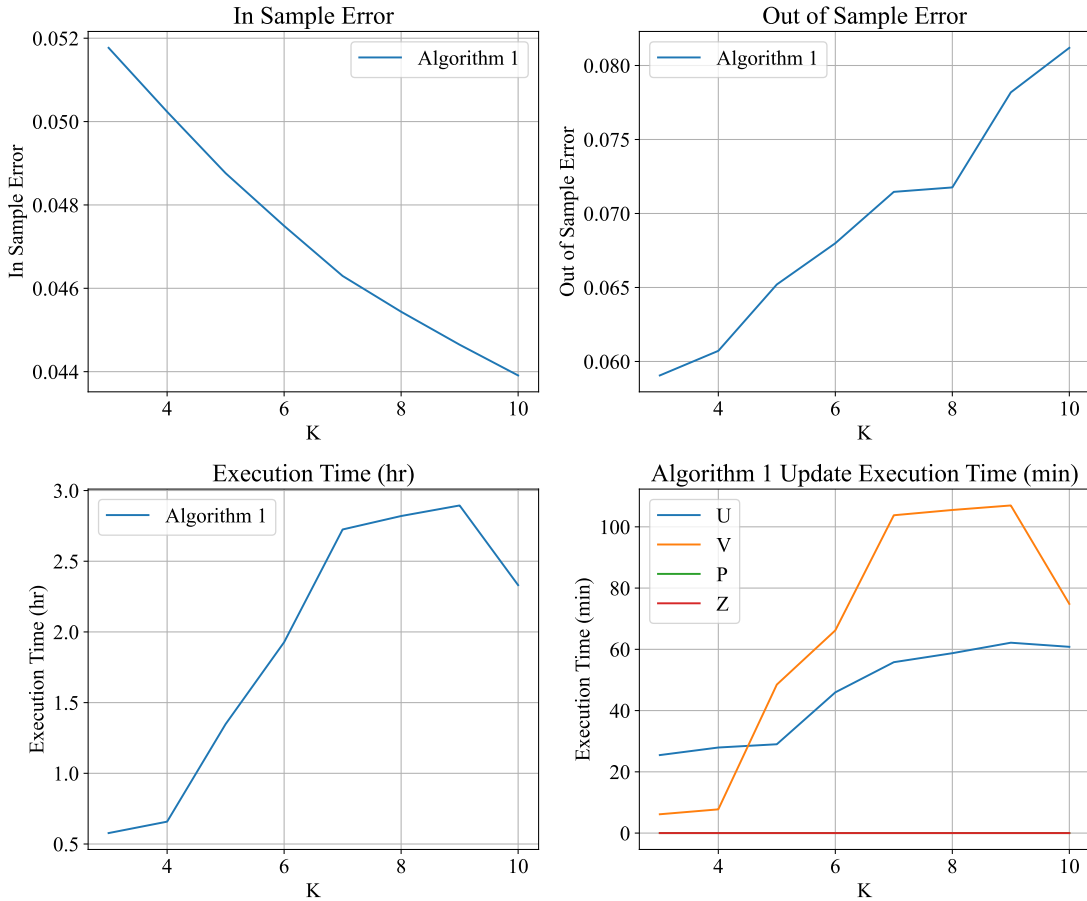 In Sample Error
In Sample Error
0.052
0.050
0.048
0.046
0.044
Algorithm 1
4
6
8
10
K
Out of Sample Error
Out of Sample Error
0.080
0.075
0.070
0.065
0.060
Algorithm 1
4
6
8
10
K
Execution Time (hr)
Execution Time (hr)
3.0
2.5
2.0
1.5
1.0
0.5
Algorithm 1
4
6
8
10
K
Algorithm 1 Update Execution Time (min)
Execution Time (min)
100
80
60
40
20
0
U
V
P
Z
4
6
8
10
K